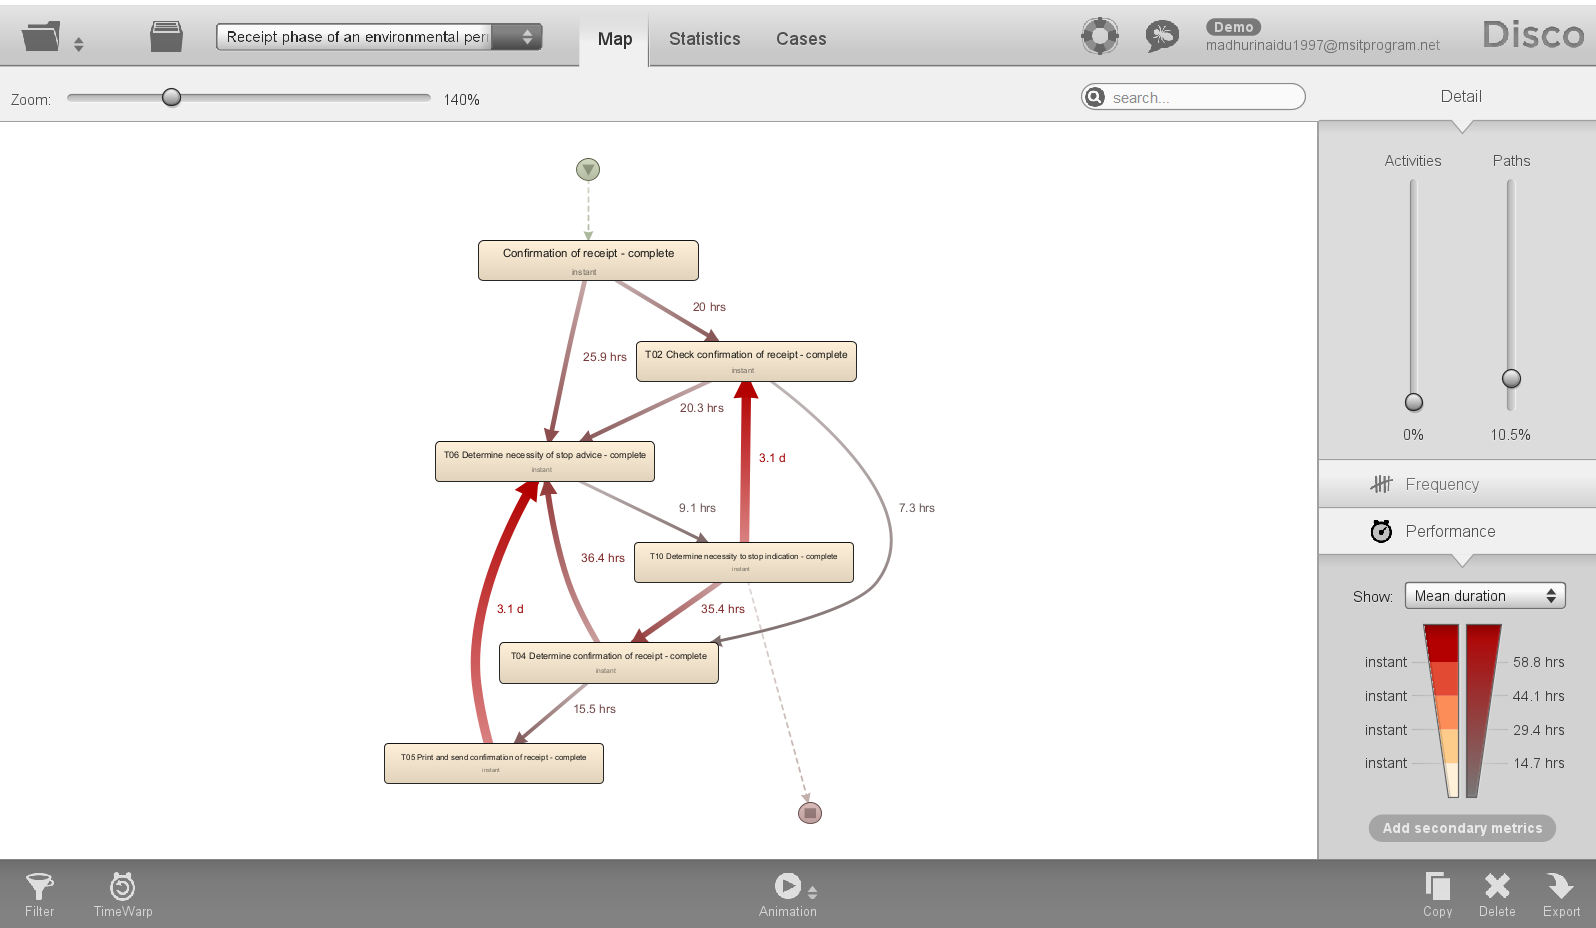 Receipt phase of an environmental peri
Map
Statistics
Cases
Demo
madhurinaidu1997@msitprogram.net
Disco
Zoom:
140%
search...
Detail
Activities
Paths
0%
10.5%
Frequency
Performance
Show:
Mean duration
instant
58.8 hrs
instant
44.1 hrs
instant
29.4 hrs
instant
14.7 hrs
Add secondary metrics
Confirmation of receipt - complete
instant
20 hrs
25.9 hrs
T02 Check confirmation of receipt - complete
instant
20.3 hrs
T06 Determine necessity of stop advice - complete
instant
3.1 d
9.1 hrs
7.3 hrs
36.4 hrs
T10 Determine necessity to stop indication - complete
instant
3.1 d
35.4 hrs
T04 Determine confirmation of receipt - complete
instant
15.5 hrs
T05 Print and send confirmation of receipt - complete
instant
Filter
TimeWarp
Animation
Copy
Delete
Export